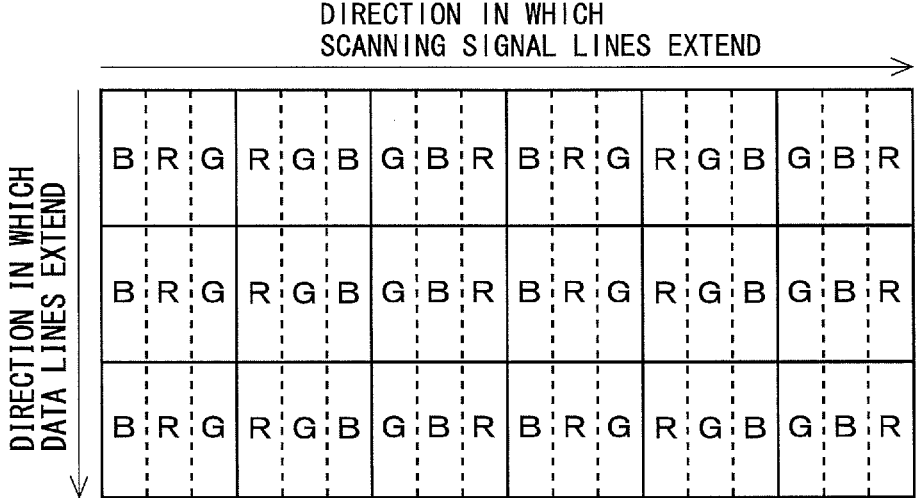 DIRECTION IN WHICH
SCANNING SIGNAL LINES EXTEND
DIRECTION IN WHICH
DATA LINES EXTEND
B R G R G B G B R B R G R G B G B R
B R G R G B G B R B R G R G B G B R
B R G R G B G B R B R G R G B G B R